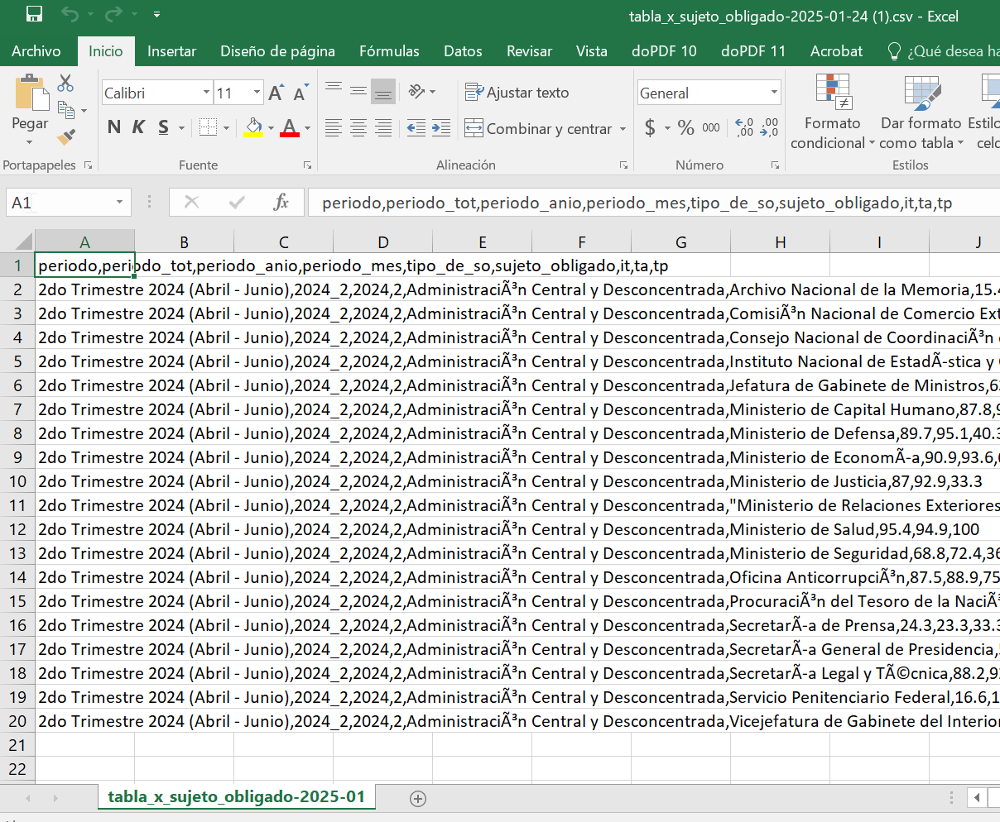 tabla_x_sujeto_obligado-2025-01-24 (1).csv - Excel
Archivo Inicio Insertar Diseño de página Fórmulas Datos Revisar Vista doPDF 10 doPDF 11 Acrobat ¿Qué desea ha
Calibri 11 Ajustar texto General
Pegar N K S Combinar y centrar $ % 000 Formato condicional Dar formato como tabla Estilo celd
Portapapeles Fuente Alineación Número Estilos
A1 fx periodo,periodo_tot,periodo_anio,periodo_mes,tipo_de_so,sujeto_obligado,it,ta,tp
A B C D E F G H I J
1 periodo,periodo_tot,periodo_anio,periodo_mes,tipo_de_so,sujeto_obligado,it,ta,tp
2 2do Trimestre 2024 (Abril - Junio),2024_2,2024,2,AdministraciÃ³n Central y Desconcentrada,Archivo Nacional de la Memoria,15.4
3 2do Trimestre 2024 (Abril - Junio),2024_2,2024,2,AdministraciÃ³n Central y Desconcentrada,ComisiÃ³n Nacional de Comercio Ext
4 2do Trimestre 2024 (Abril - Junio),2024_2,2024,2,AdministraciÃ³n Central y Desconcentrada,Consejo Nacional de CoordinaciÃ³n
5 2do Trimestre 2024 (Abril - Junio),2024_2,2024,2,AdministraciÃ³n Central y Desconcentrada,Instituto Nacional de EstadÃ-stica y
6 2do Trimestre 2024 (Abril - Junio),2024_2,2024,2,AdministraciÃ³n Central y Desconcentrada,Jefatura de Gabinete de Ministros,63
7 2do Trimestre 2024 (Abril - Junio),2024_2,2024,2,AdministraciÃ³n Central y Desconcentrada,Ministerio de Capital Humano,87.8,9
8 2do Trimestre 2024 (Abril - Junio),2024_2,2024,2,AdministraciÃ³n Central y Desconcentrada,Ministerio de Defensa,89.7,95.1,40.3
9 2do Trimestre 2024 (Abril - Junio),2024_2,2024,2,AdministraciÃ³n Central y Desconcentrada,Ministerio de EconomÃ-a,90.9,93.6,
10 2do Trimestre 2024 (Abril - Junio),2024_2,2024,2,AdministraciÃ³n Central y Desconcentrada,Ministerio de Justicia,87,92.9,33.3
11 2do Trimestre 2024 (Abril - Junio),2024_2,2024,2,AdministraciÃ³n Central y Desconcentrada,"Ministerio de Relaciones Exteriores
12 2do Trimestre 2024 (Abril - Junio),2024_2,2024,2,AdministraciÃ³n Central y Desconcentrada,Ministerio de Salud,95.4,94.9,100
13 2do Trimestre 2024 (Abril - Junio),2024_2,2024,2,AdministraciÃ³n Central y Desconcentrada,Ministerio de Seguridad,68.8,72.4,36
14 2do Trimestre 2024 (Abril - Junio),2024_2,2024,2,AdministraciÃ³n Central y Desconcentrada,Oficina AnticorrupciÃ³n,87.5,88.9,75
15 2do Trimestre 2024 (Abril - Junio),2024_2,2024,2,AdministraciÃ³n Central y Desconcentrada,ProcuraciÃ³n del Tesoro de la NaciÃ³
16 2do Trimestre 2024 (Abril - Junio),2024_2,2024,2,AdministraciÃ³n Central y Desconcentrada,SecretarÃ-a de Prensa,24.3,23.3,33.3
17 2do Trimestre 2024 (Abril - Junio),2024_2,2024,2,AdministraciÃ³n Central y Desconcentrada,SecretarÃ-a General de Presidencia,
18 2do Trimestre 2024 (Abril - Junio),2024_2,2024,2,AdministraciÃ³n Central y Desconcentrada,SecretarÃ-a Legal y TÃ©cnica,88.2,92
19 2do Trimestre 2024 (Abril - Junio),2024_2,2024,2,AdministraciÃ³n Central y Desconcentrada,Servicio Penitenciario Federal,16.6,1
20 2do Trimestre 2024 (Abril - Junio),2024_2,2024,2,AdministraciÃ³n Central y Desconcentrada,Vicejefatura de Gabinete del Interior
21
22
tabla_x_sujeto_obligado-2025-01